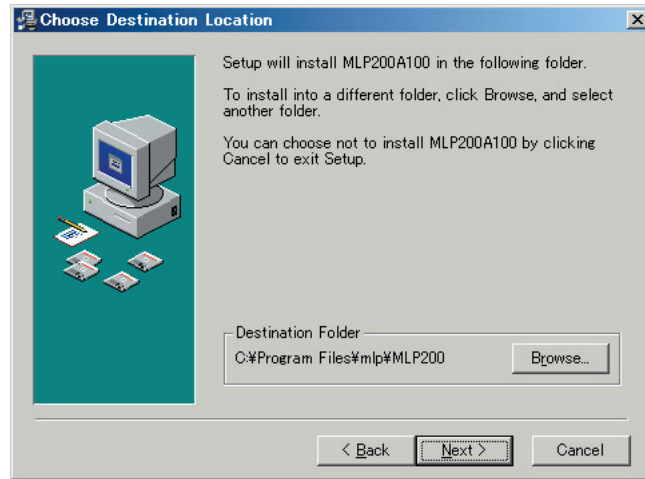 Choose Destination Location
Setup will install MLP200A100 in the following folder.
To install into a different folder, click Browse, and select
another folder.
You can choose not to install MLP200A100 by clicking
Cancel to exit Setup.
Destination Folder
C:¥Program Files¥mlp¥MLP200
Browse...
< Back
Next >
Cancel